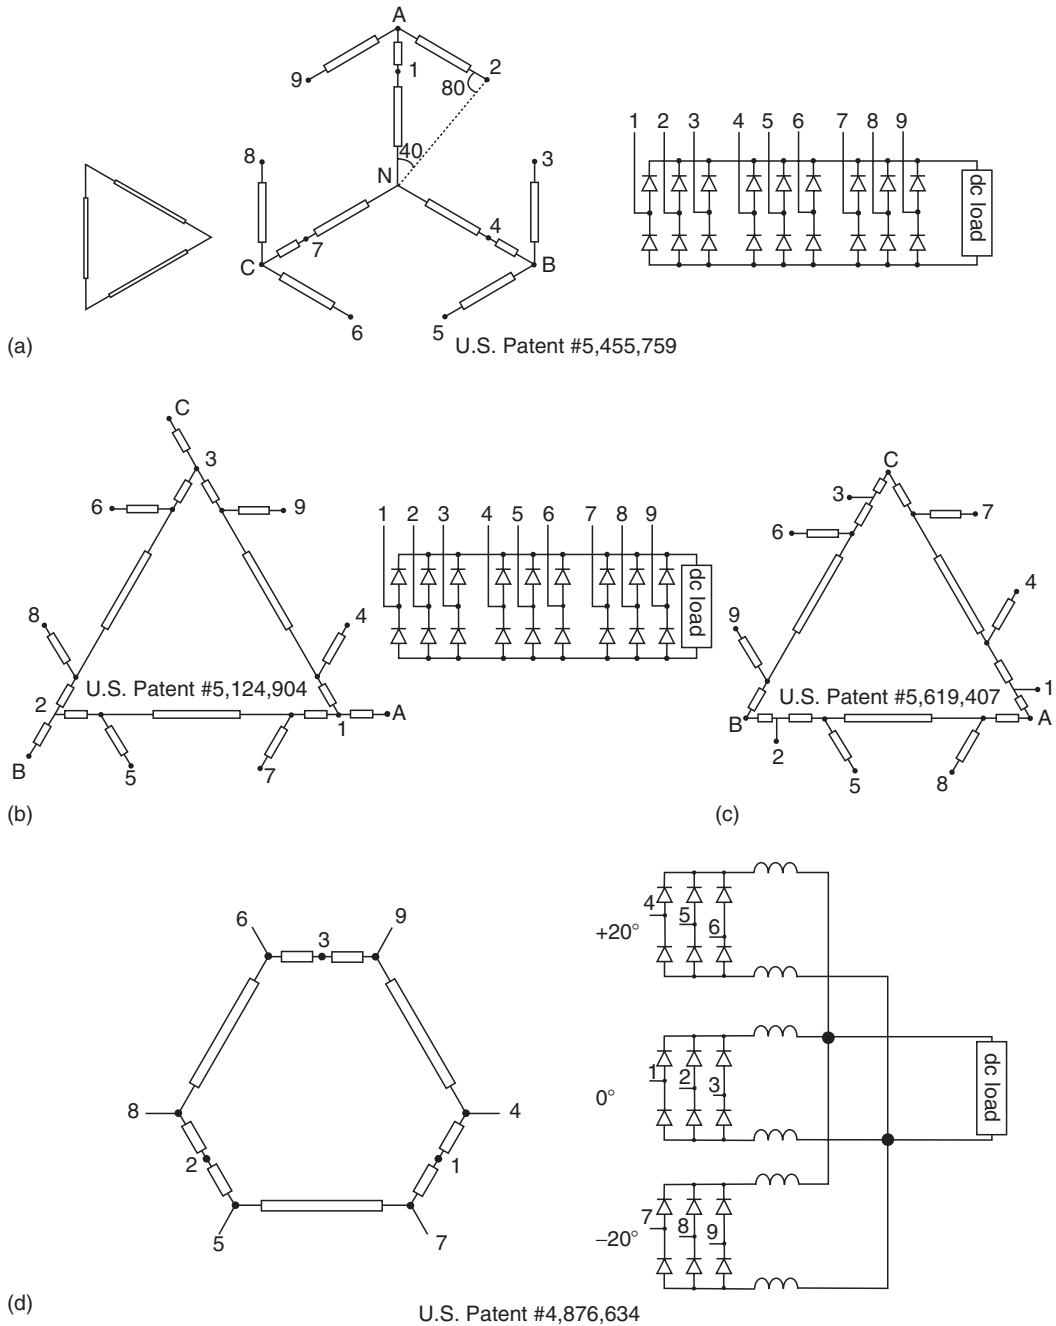 A
9
1
2
80
40
N
8
3
4
7
C
B
6
5
1 2 3 4 5 6 7 8 9
dc load
(a)
U.S. Patent #5,455,759
C
3
6
9
8
4
U.S. Patent #5,124,904
2
A
1
B
5
7
(b)
1 2 3 4 5 6 7 8 9
dc load
C
3
7
6
4
9
1
U.S. Patent #5,619,407
B
A
2
5
8
(c)
6
3
9
8
4
2
1
5
7
+20°
4
5
6
0°
1
2
3
dc load
−20°
7
8
9
(d)
U.S. Patent #4,876,634